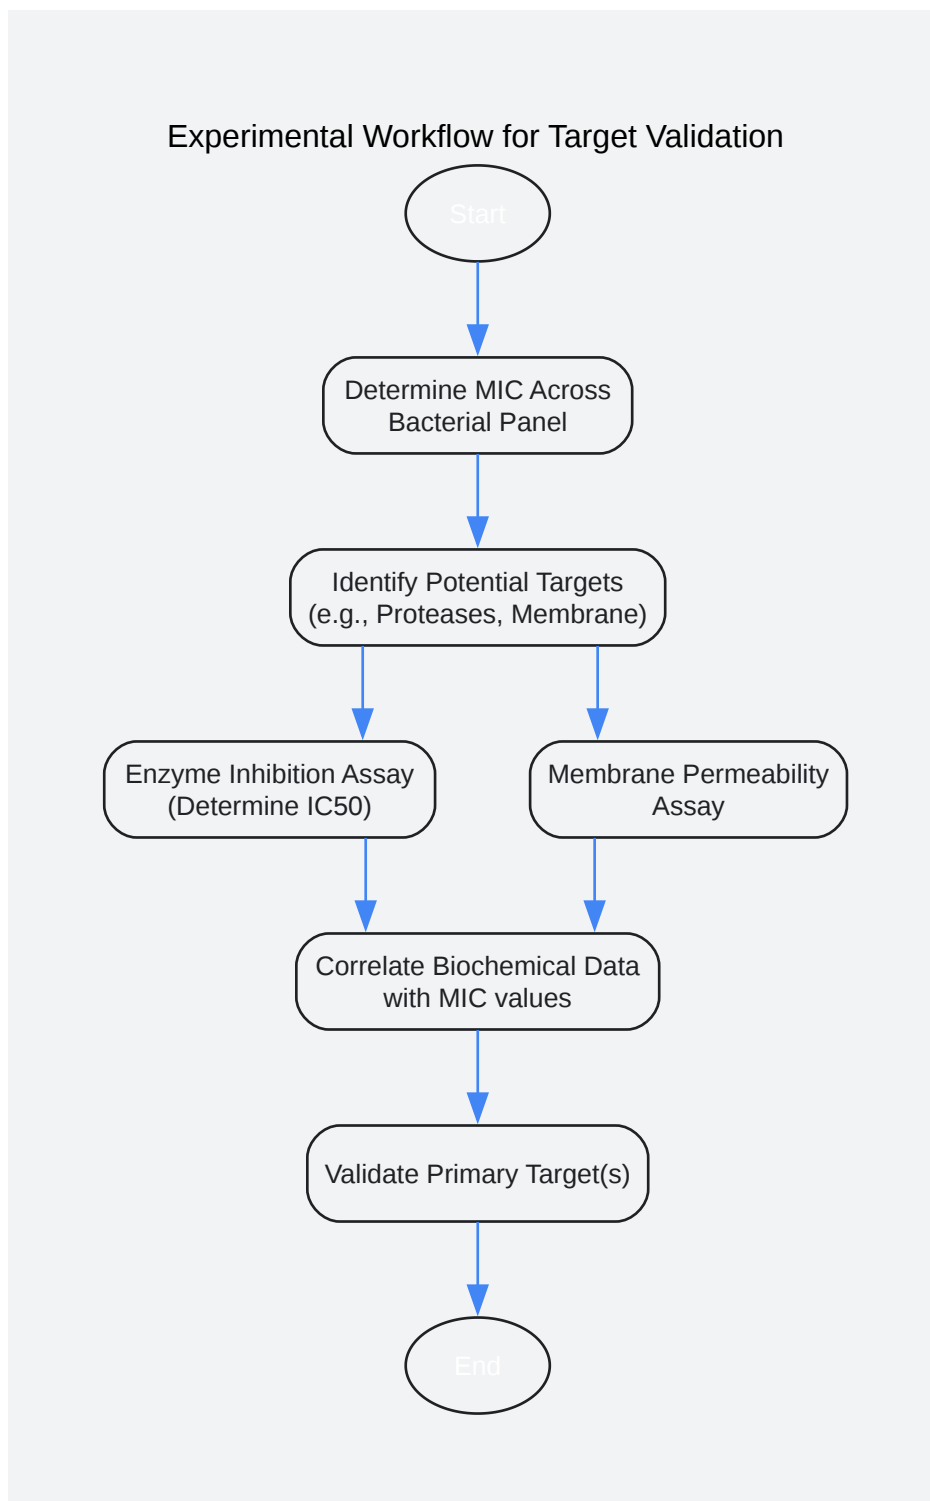 Experimental Workflow for Target Validation
Start
Determine MIC Across
Bacterial Panel
Identify Potential Targets
(e.g., Proteases, Membrane)
Enzyme Inhibition Assay
(Determine IC50)
Membrane Permeability
Assay
Correlate Biochemical Data
with MIC values
Validate Primary Target(s)
End